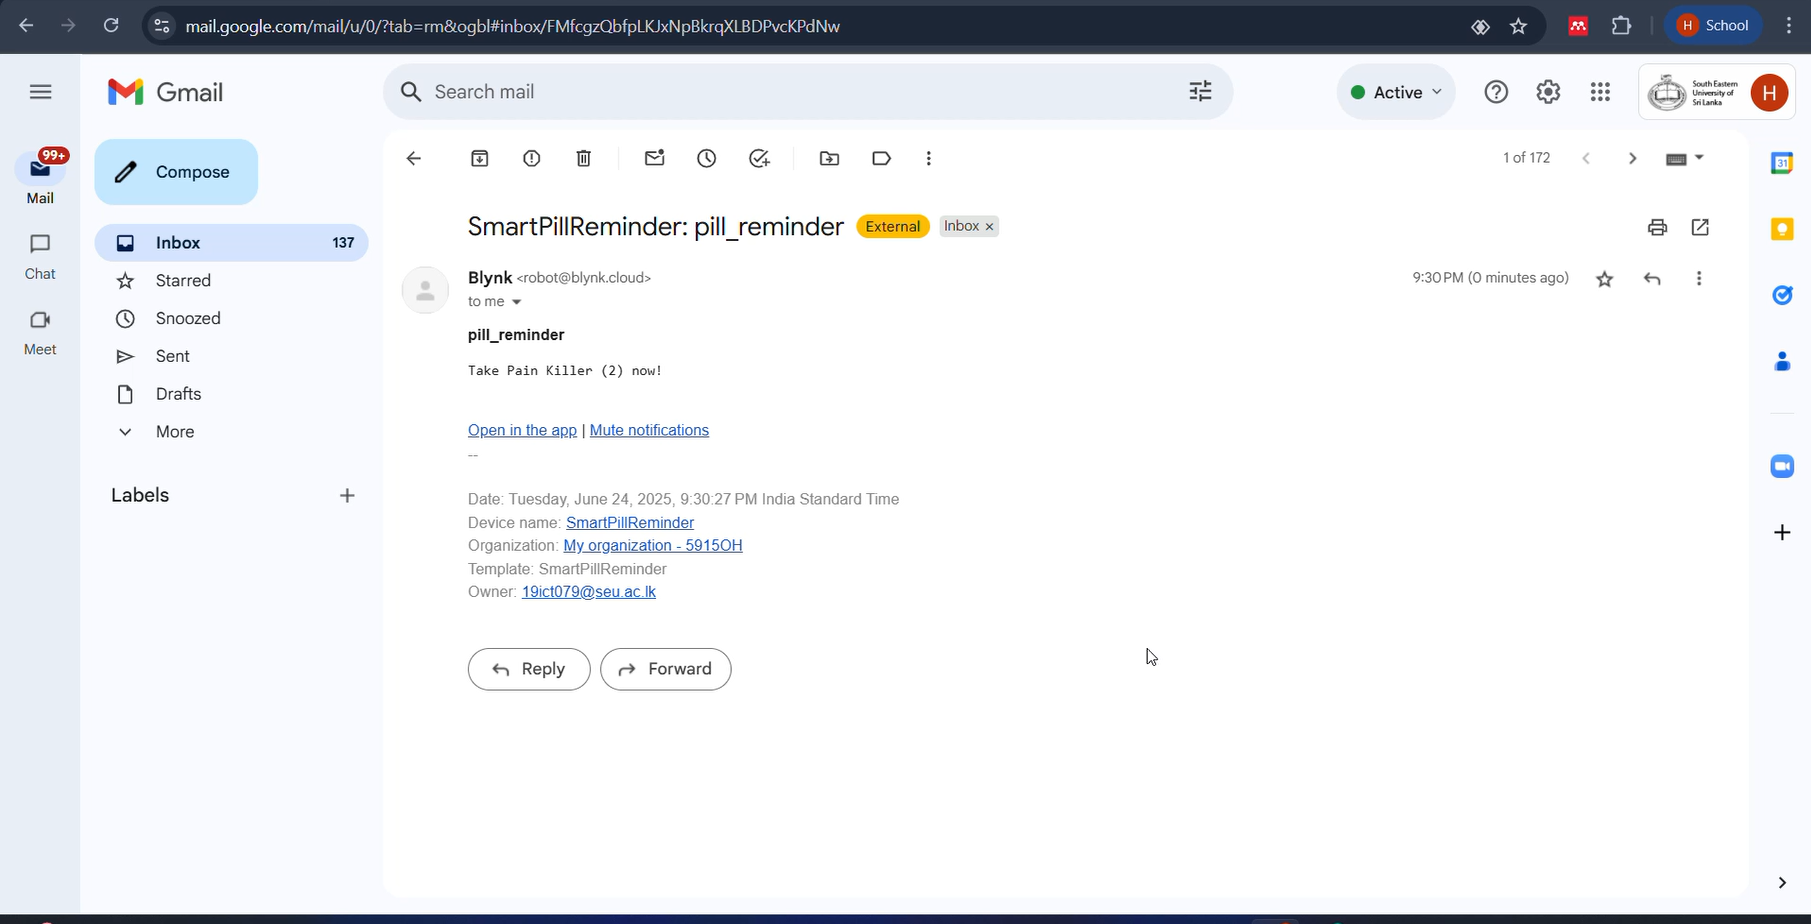 mail.google.com/mail/u/0/?tab=rm&ogbl#inbox/FMfcgzQbfpLKJxNpBkrqXLBDPvcKPdNw
H School
Gmail
Search mail
Active
South Eastern
University of
Sri Lanka
H
99+
Mail
Chat
Meet
Compose
Inbox 137
Starred
Snoozed
Sent
Drafts
More
Labels
1 of 172
31
SmartPillReminder: pill_reminder External Inbox ×
Blynk <robot@blynk.cloud> 9:30 PM (0 minutes ago)
to me
pill_reminder
Take Pain Killer (2) now!
Open in the app | Mute notifications
--
Date: Tuesday, June 24, 2025, 9:30:27 PM India Standard Time
Device name: SmartPillReminder
Organization: My organization - 5915OH
Template: SmartPillReminder
Owner: 19ict079@seu.ac.lk
Reply Forward